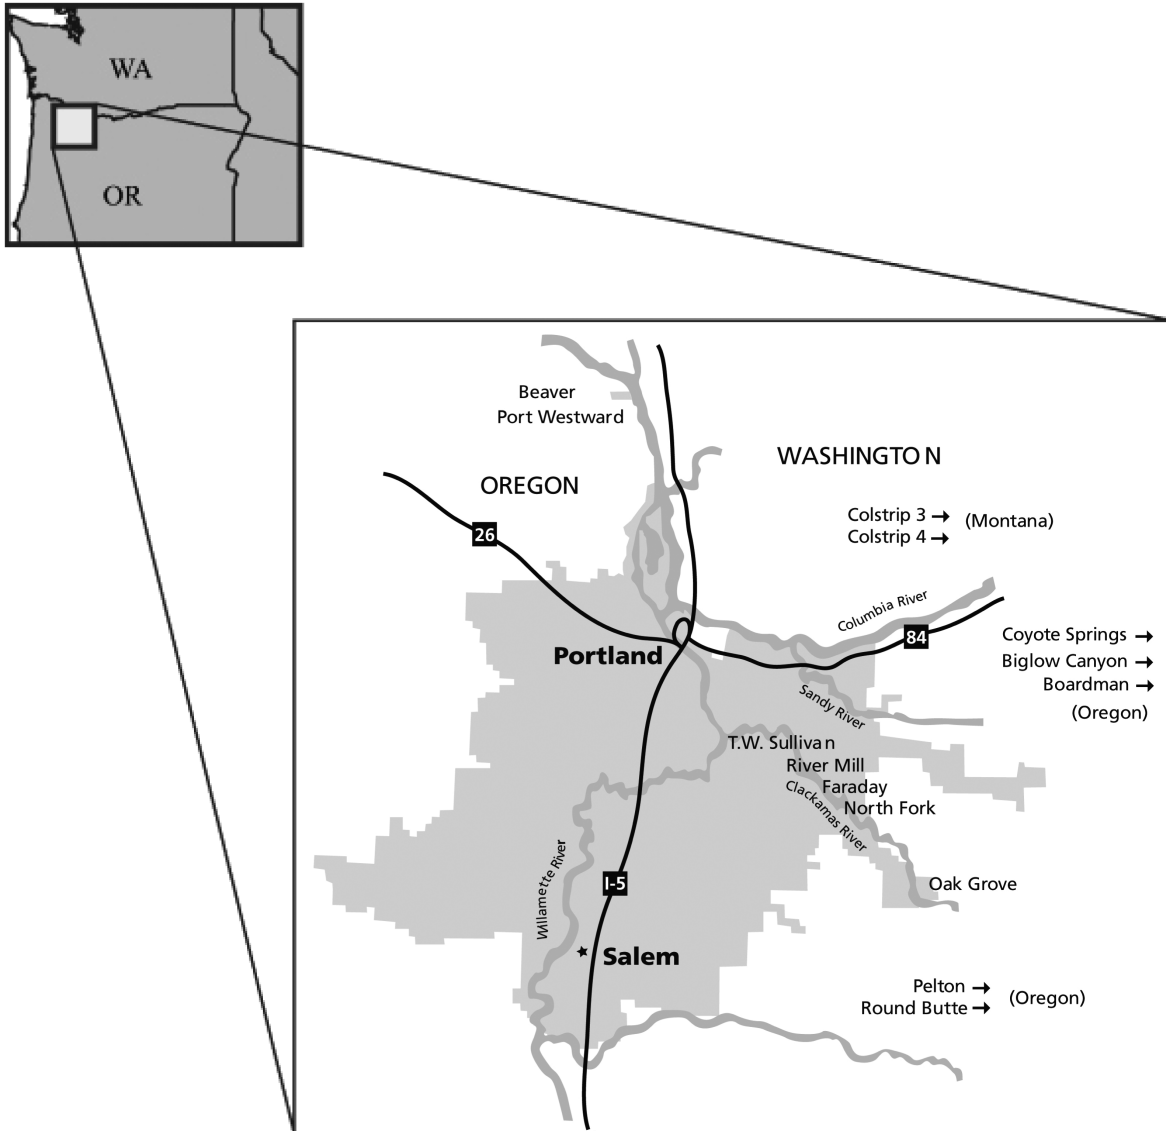 WA
OR
Beaver
Port Westward
WASHINGTON
OREGON
Colstrip 3 →
(Montana)
Colstrip 4 →
26
Columbia River
84
Coyote Springs →
Biglow Canyon →
Boardman →
(Oregon)
Portland
Sandy River
T.W. Sullivan
River Mill
Faraday
North Fork
Clackamas River
Willamette River
I-5
Oak Grove
Salem
Pelton →
Round Butte →
(Oregon)